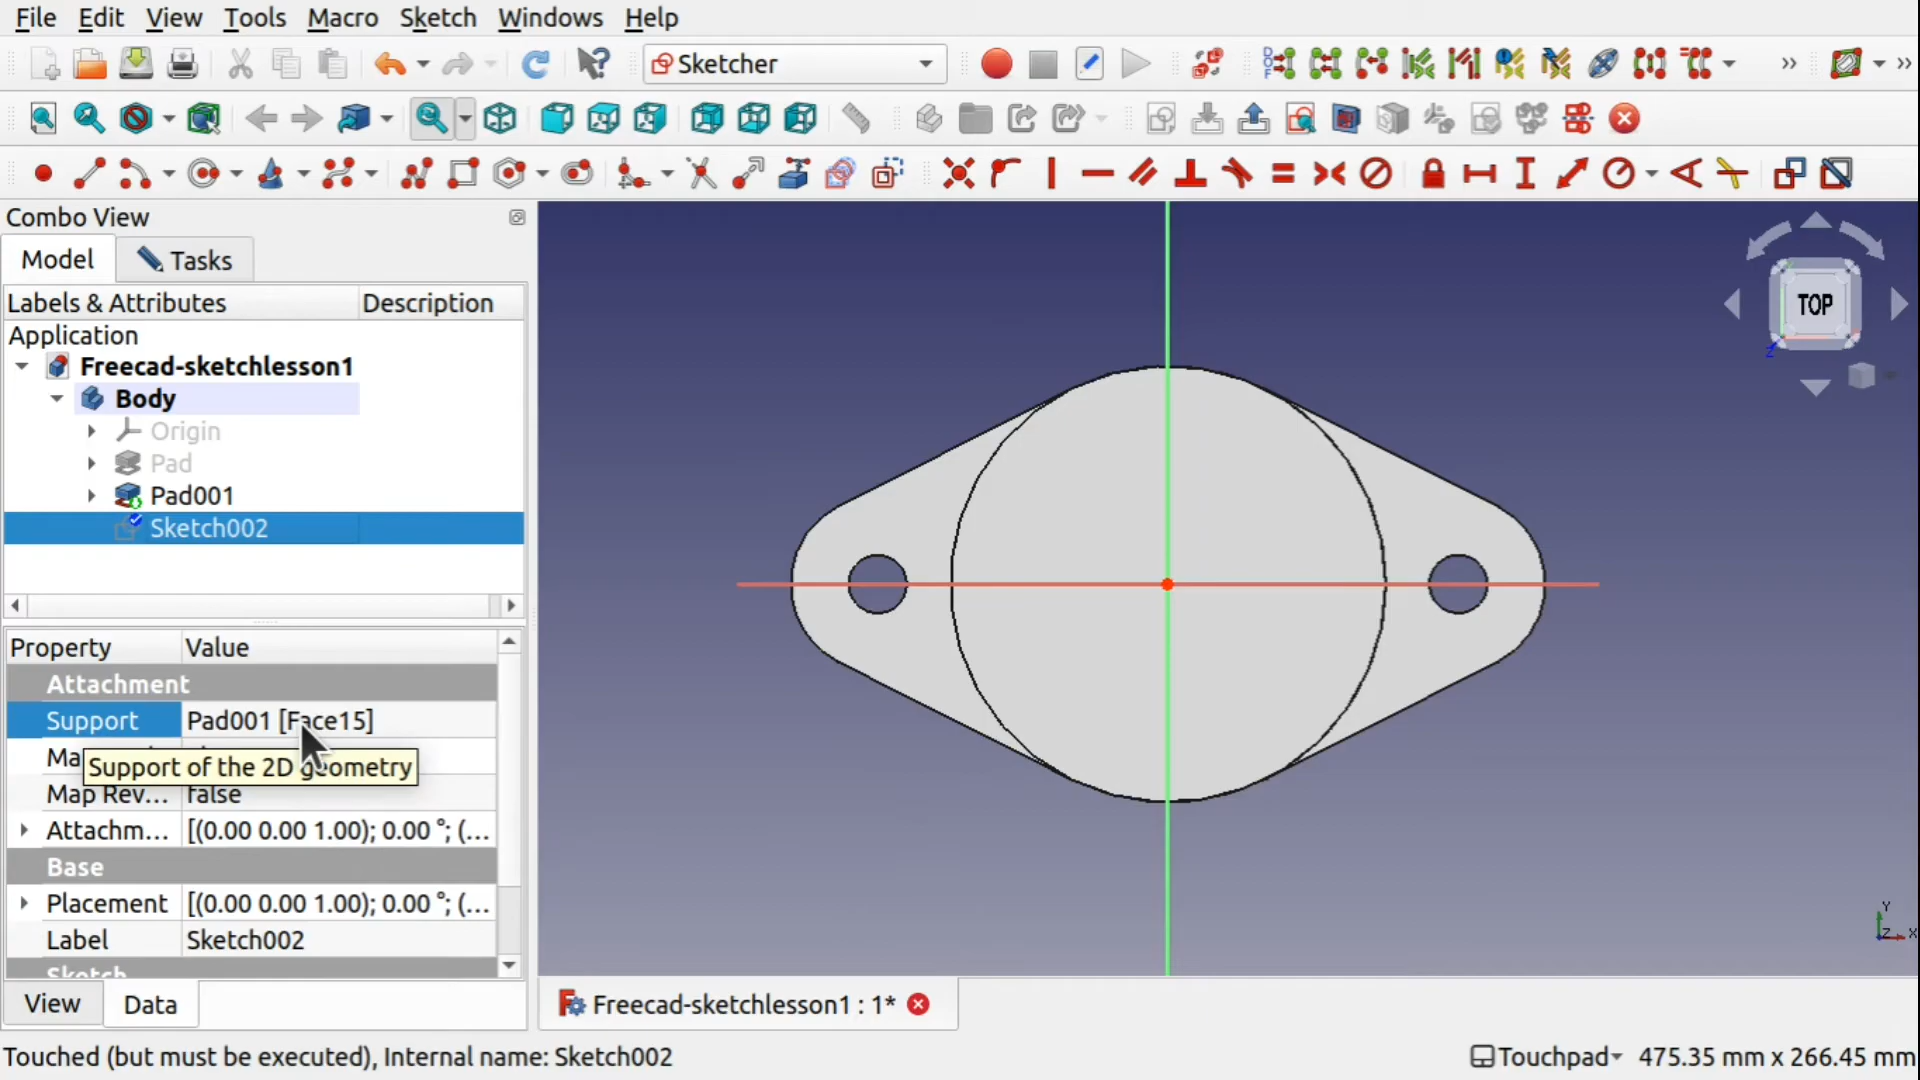 File Edit View Tools Macro Sketch Windows Help
Sketcher
Combo View
Model Tasks
Labels & Attributes Description
Application
Freecad-sketchlesson1
Body
Origin
Pad
Pad001
Sketch002
Property Value
Attachment
Support Pad001 [Face15]
Ma
Support of the 2D geometry
Map Rev... false
Attachm... [(0.00 0.00 1.00); 0.00 °; (...
Base
Placement [(0.00 0.00 1.00); 0.00 °; (...
Label Sketch002
Sketch
View Data
TOP
Z
Y
Z X
Freecad-sketchlesson1 : 1*
Touched (but must be executed), Internal name: Sketch002
Touchpad 475.35 mm x 266.45 mm